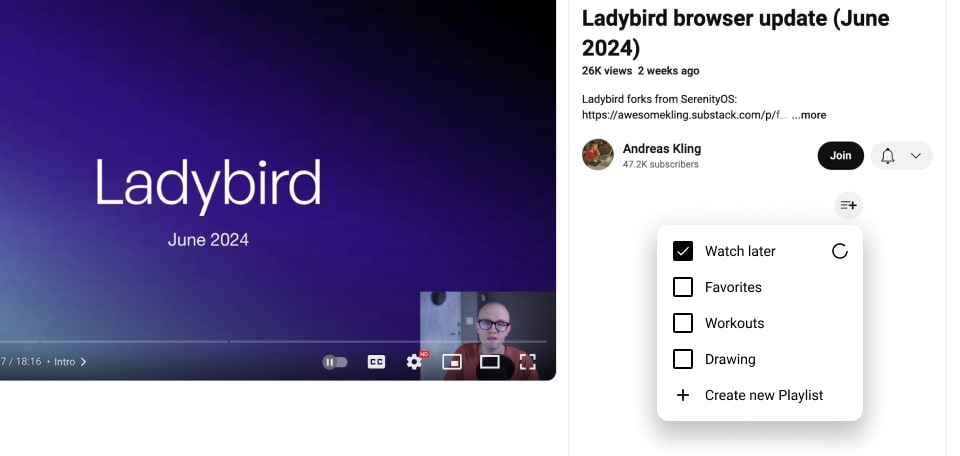 Ladybird
June 2024
7 / 18:16 • Intro
CC
HD
Ladybird browser update (June
2024)
26K views 2 weeks ago
Ladybird forks from SerenityOS:
https://awesomekling.substack.com/p/f... ...more
Andreas Kling
47.2K subscribers
Join
Watch later
Favorites
Workouts
Drawing
Create new Playlist